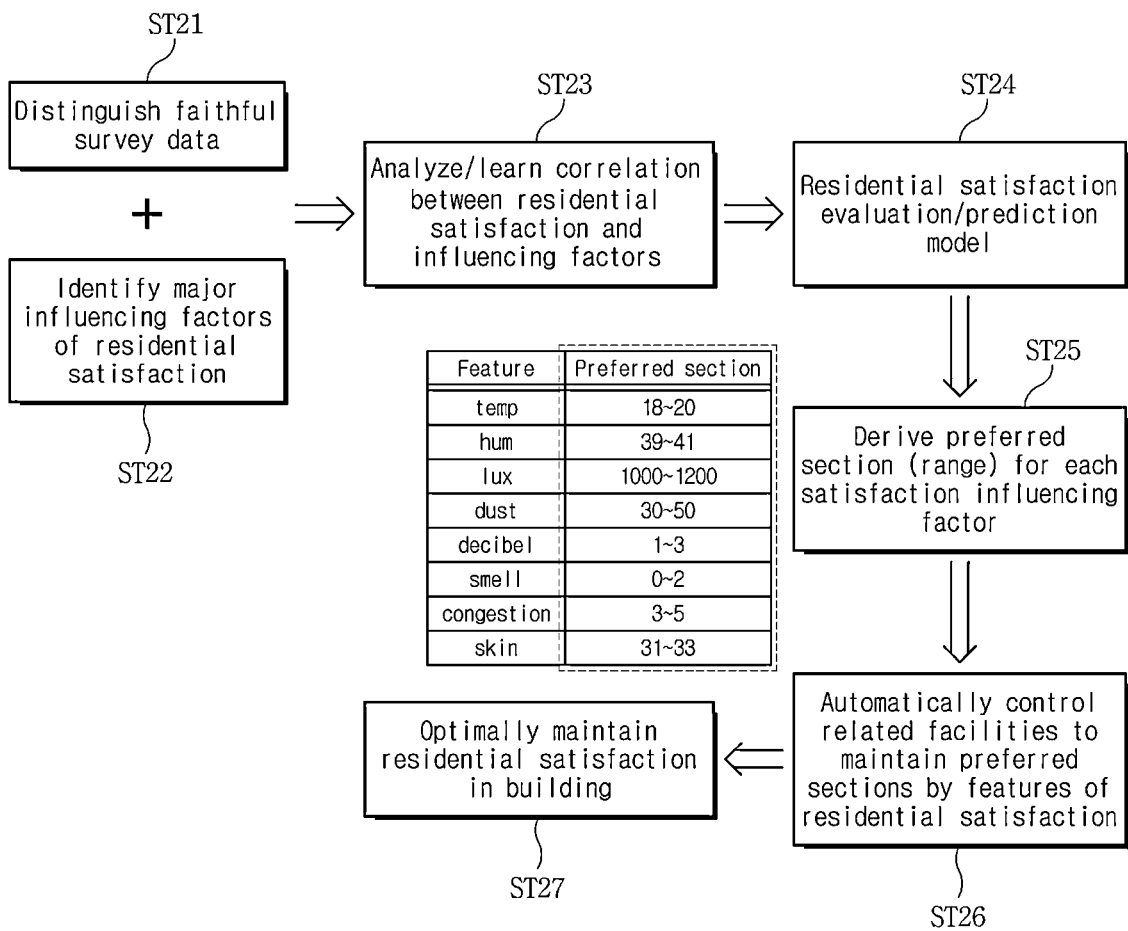 ST21
Distinguish faithful
survey data
+
Identify major
influencing factors
of residential
satisfaction
ST22
ST23
Analyze/learn correlation
between residential
satisfaction and
influencing factors
ST24
Residential satisfaction
evaluation/prediction
model
ST25
Derive preferred
section (range) for each
satisfaction influencing
factor
Feature Preferred section
temp 18~20
hum 39~41
lux 1000~1200
dust 30~50
decibel 1~3
smell 0~2
congestion 3~5
skin 31~33
Automatically control
related facilities to
maintain preferred
sections by features of
residential satisfaction
ST26
Optimally maintain
residential satisfaction
in building
ST27